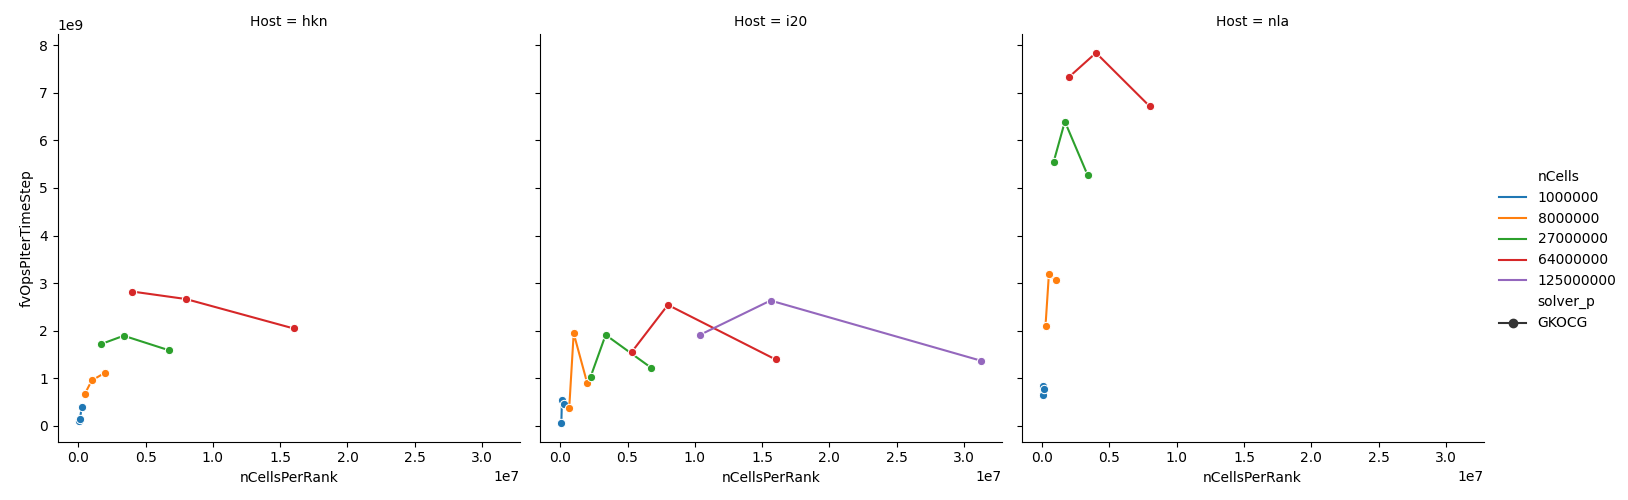 Host = hkn
Host = i20
Host = nla
1e9
8
7
6
5
4
3
2
1
0
fvOpsPIterTimeStep
0.0 0.5 1.0 1.5 2.0 2.5 3.0
1e7
nCellsPerRank
0.0 0.5 1.0 1.5 2.0 2.5 3.0
1e7
nCellsPerRank
0.0 0.5 1.0 1.5 2.0 2.5 3.0
1e7
nCellsPerRank
nCells
1000000
8000000
27000000
64000000
125000000
solver_p
GKOCG